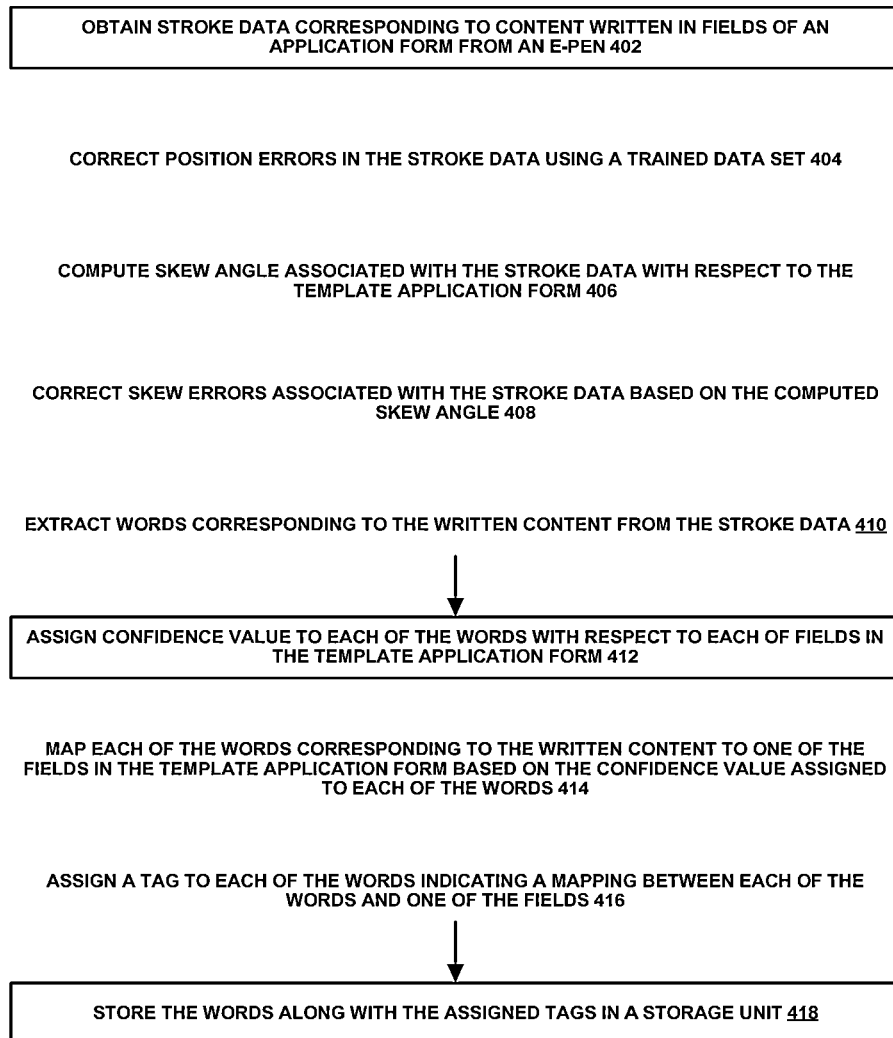 OBTAIN STROKE DATA CORRESPONDING TO CONTENT WRITTEN IN FIELDS OF AN
APPLICATION FORM FROM AN E-PEN 402
CORRECT POSITION ERRORS IN THE STROKE DATA USING A TRAINED DATA SET 404
COMPUTE SKEW ANGLE ASSOCIATED WITH THE STROKE DATA WITH RESPECT TO THE
TEMPLATE APPLICATION FORM 406
CORRECT SKEW ERRORS ASSOCIATED WITH THE STROKE DATA BASED ON THE COMPUTED
SKEW ANGLE 408
EXTRACT WORDS CORRESPONDING TO THE WRITTEN CONTENT FROM THE STROKE DATA 410
ASSIGN CONFIDENCE VALUE TO EACH OF THE WORDS WITH RESPECT TO EACH OF FIELDS IN
THE TEMPLATE APPLICATION FORM 412
MAP EACH OF THE WORDS CORRESPONDING TO THE WRITTEN CONTENT TO ONE OF THE
FIELDS IN THE TEMPLATE APPLICATION FORM BASED ON THE CONFIDENCE VALUE ASSIGNED
TO EACH OF THE WORDS 414
ASSIGN A TAG TO EACH OF THE WORDS INDICATING A MAPPING BETWEEN EACH OF THE
WORDS AND ONE OF THE FIELDS 416
STORE THE WORDS ALONG WITH THE ASSIGNED TAGS IN A STORAGE UNIT 418